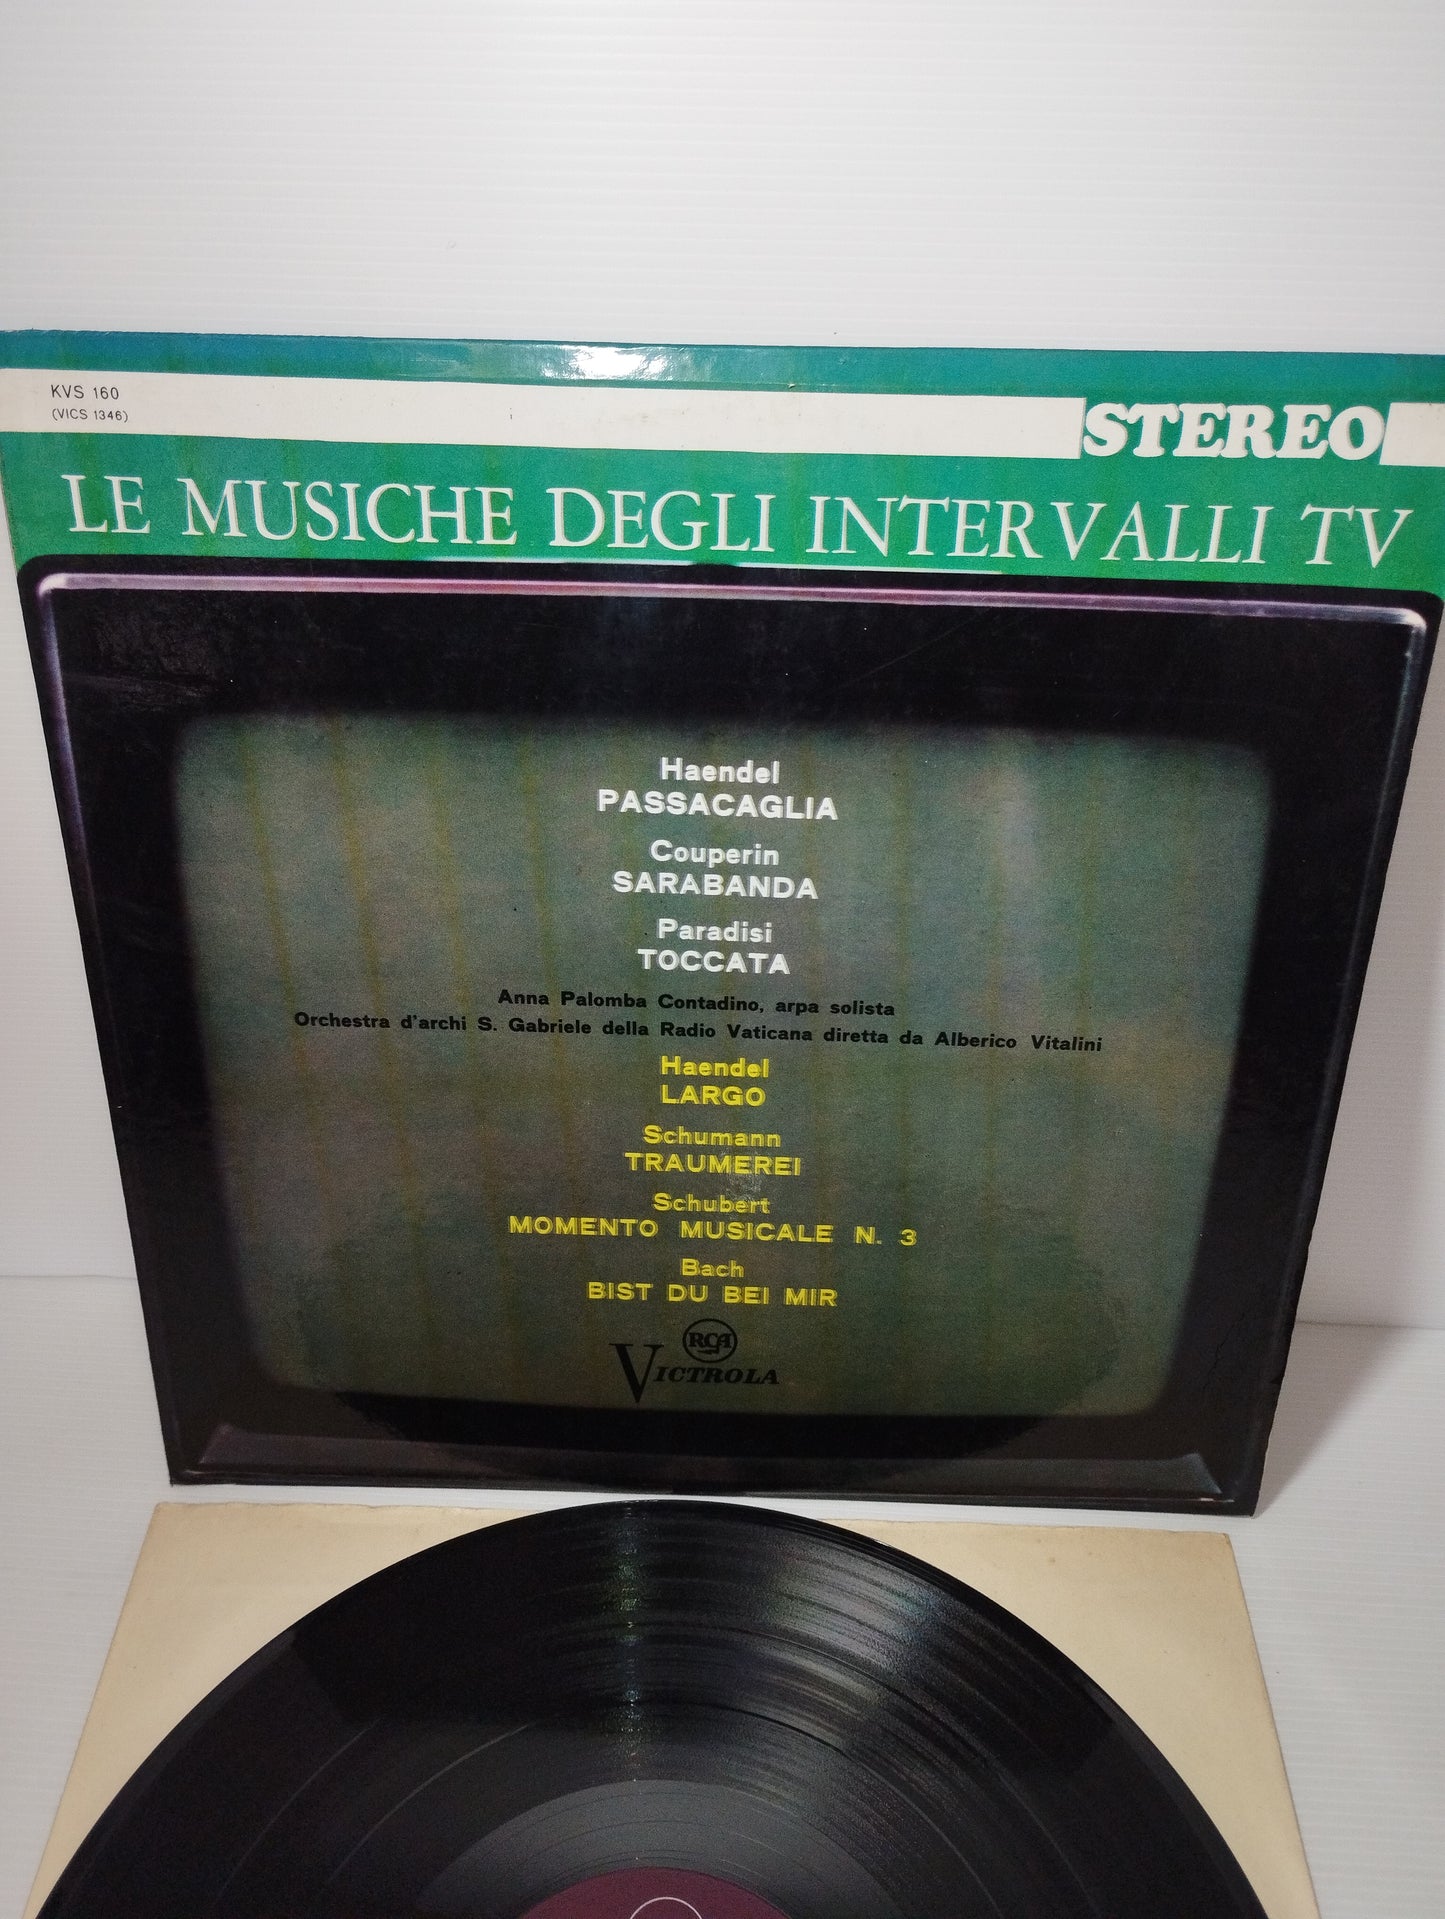 KVS 160
(VICS 1346)
STEREO
LE MUSICHE DEGLI INTERVALLI TV
Haendel
PASSACAGLIA
Couperin
SARABANDA
Paradisi
TOCCATA
Anna Palomba Contadino, arpa solista
Orchestra d'archi S. Gabriele della Radio Vaticana diretta da Alberico Vitalini
Haendel
LARGO
Schumann
TRAUMEREI
Schubert
MOMENTO MUSICALE N. 3
Bach
BIST DU BEI MIR
RCA
VICTROLA